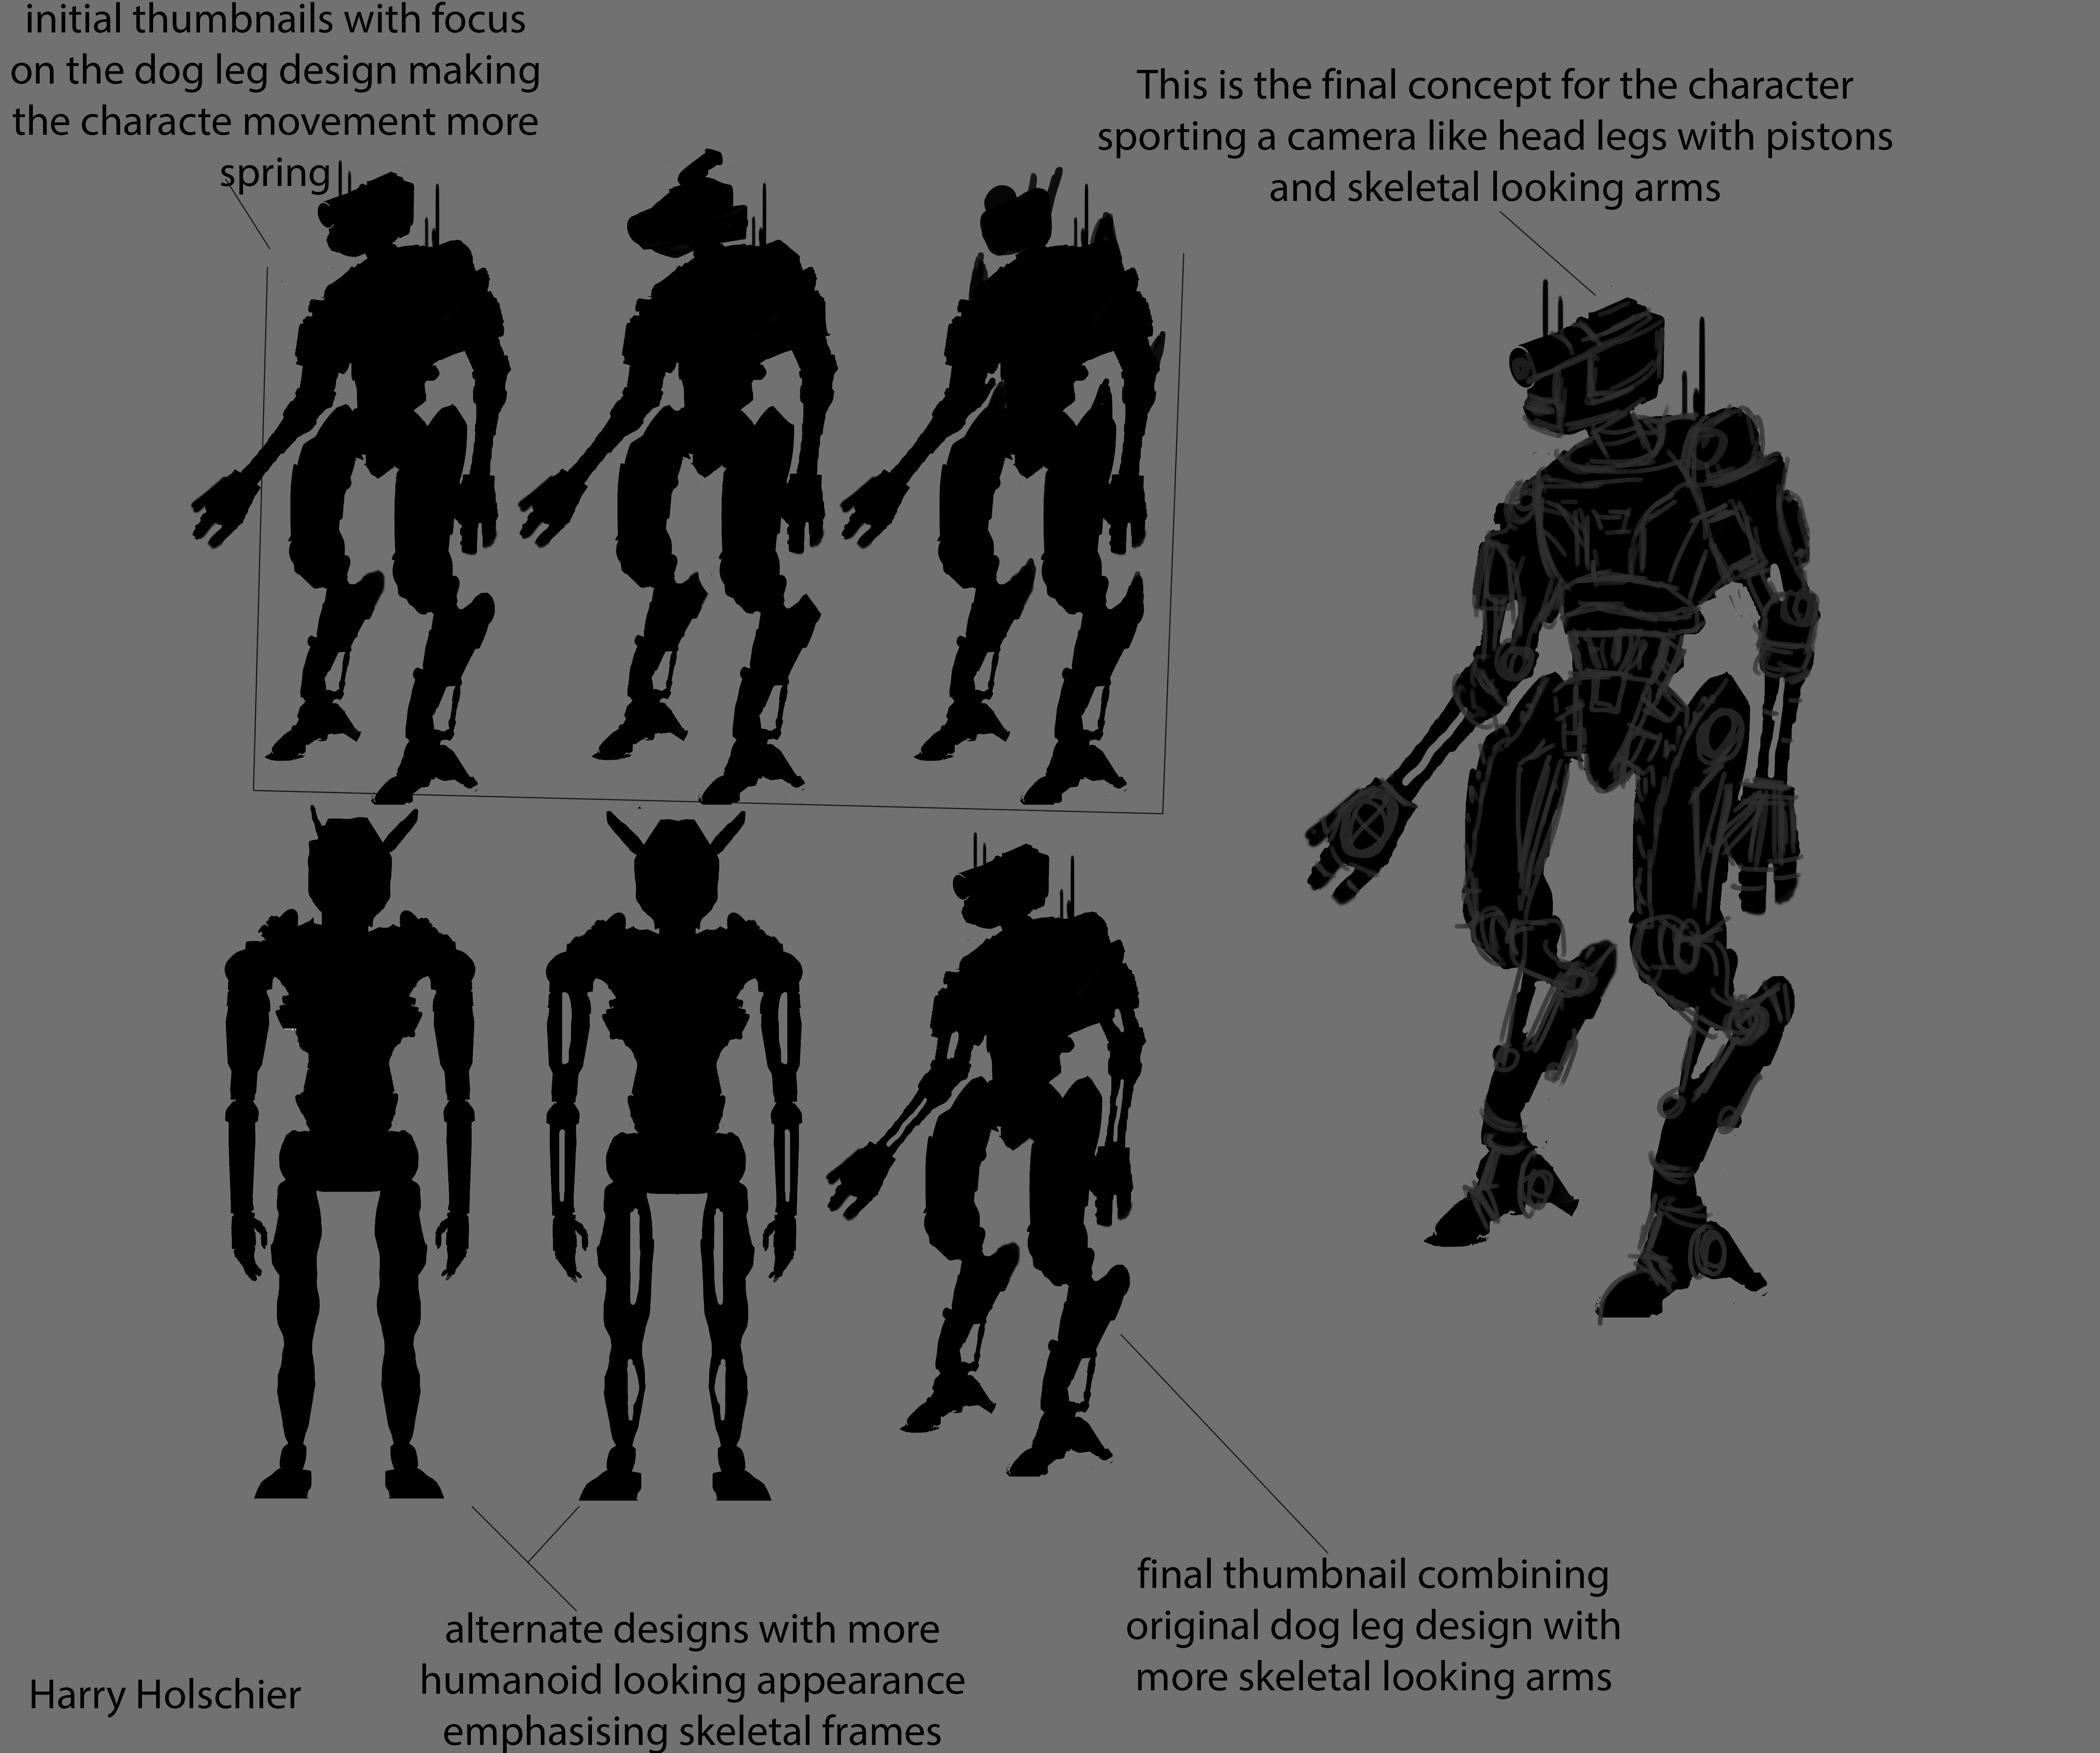 initial thumbnails with focus
on the dog leg design making
the characte movement more
spring
This is the final concept for the character
sporting a camera like head legs with pistons
and skeletal looking arms
final thumbnail combining
original dog leg design with
more skeletal looking arms
alternate designs with more
humanoid looking appearance
emphasising skeletal frames
Harry Holschier